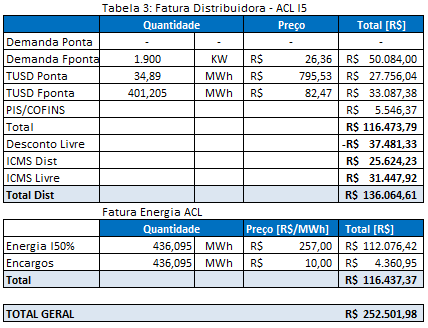 Tabela 3: Fatura Distribuidora - ACL I5
Quantidade Preço Total [R$]
Demanda Ponta - - - -
Demanda Fponta 1.900 KW R$ 26,36 R$ 50.084,00
TUSD Ponta 34,89 MWh R$ 795,53 R$ 27.756,04
TUSD Fponta 401,205 MWh R$ 82,47 R$ 33.087,38
PIS/COFINS R$ 5.546,37
Total R$ 116.473,79
Desconto Livre -R$ 37.481,33
ICMS Dist R$ 25.624,23
ICMS Livre R$ 31.447,92
Total Dist R$ 136.064,61
Fatura Energia ACL
Quantidade Preço [R$/MWh] Total [R$]
Energia I50% 436,095 MWh R$ 257,00 R$ 112.076,42
Encargos 436,095 MWh R$ 10,00 R$ 4.360,95
Total R$ 116.437,37
TOTAL GERAL R$ 252.501,98